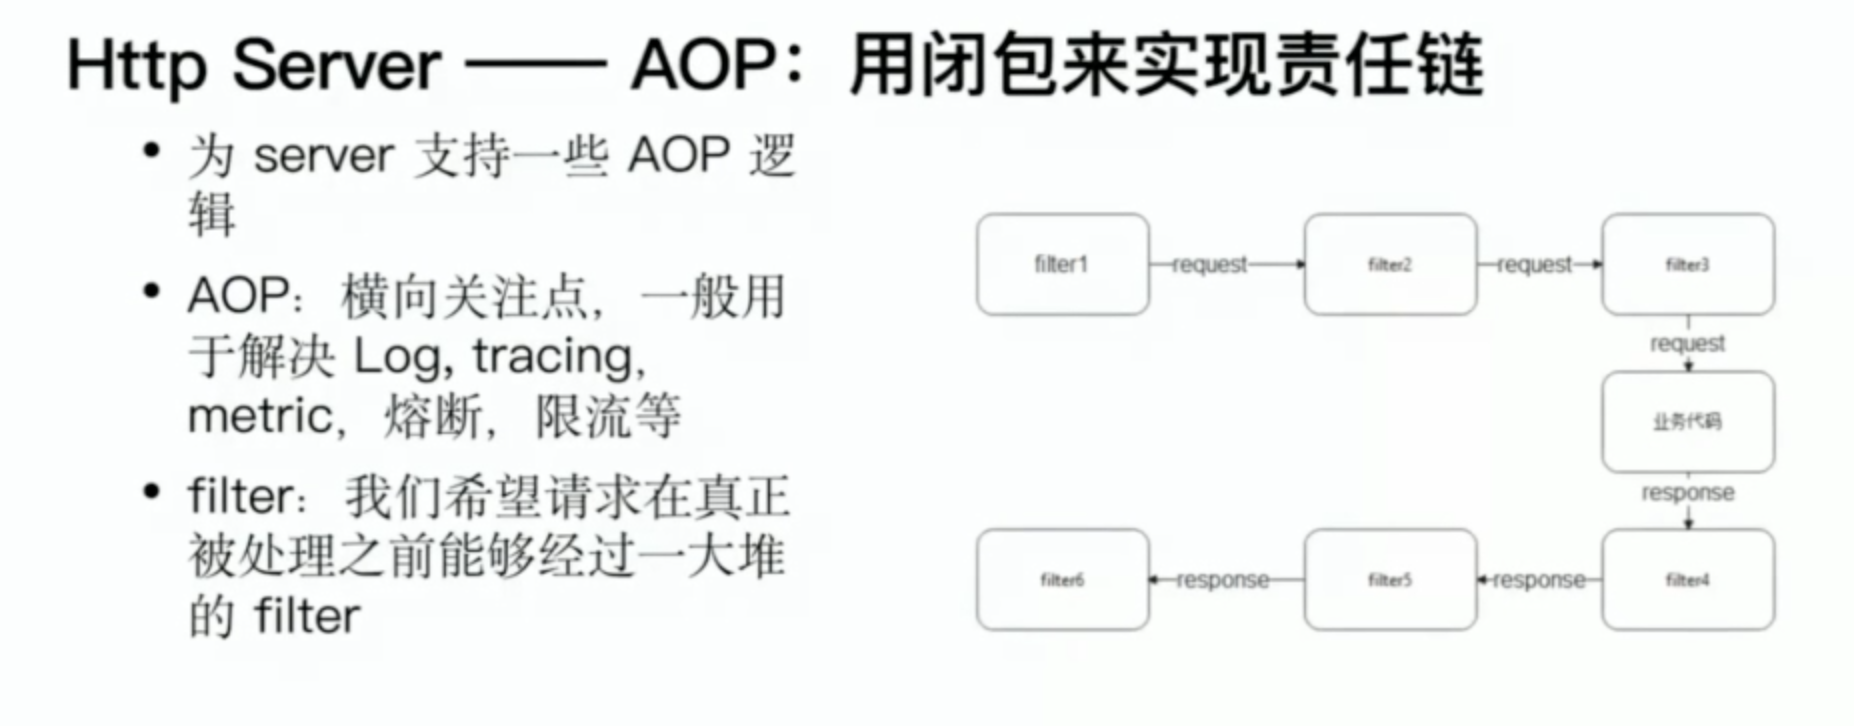 Http Server —— AOP：用闭包来实现责任链
• 为 server 支持一些 AOP 逻
辑
• AOP：横向关注点，一般用
于解决 Log, tracing,
metric，熔断，限流等
• filter：我们希望请求在真正
被处理之前能够经过一大堆
的 filter
filter1
request
filter2
request
filter3
request
业务代码
response
filter4
response
filter5
response
filter6